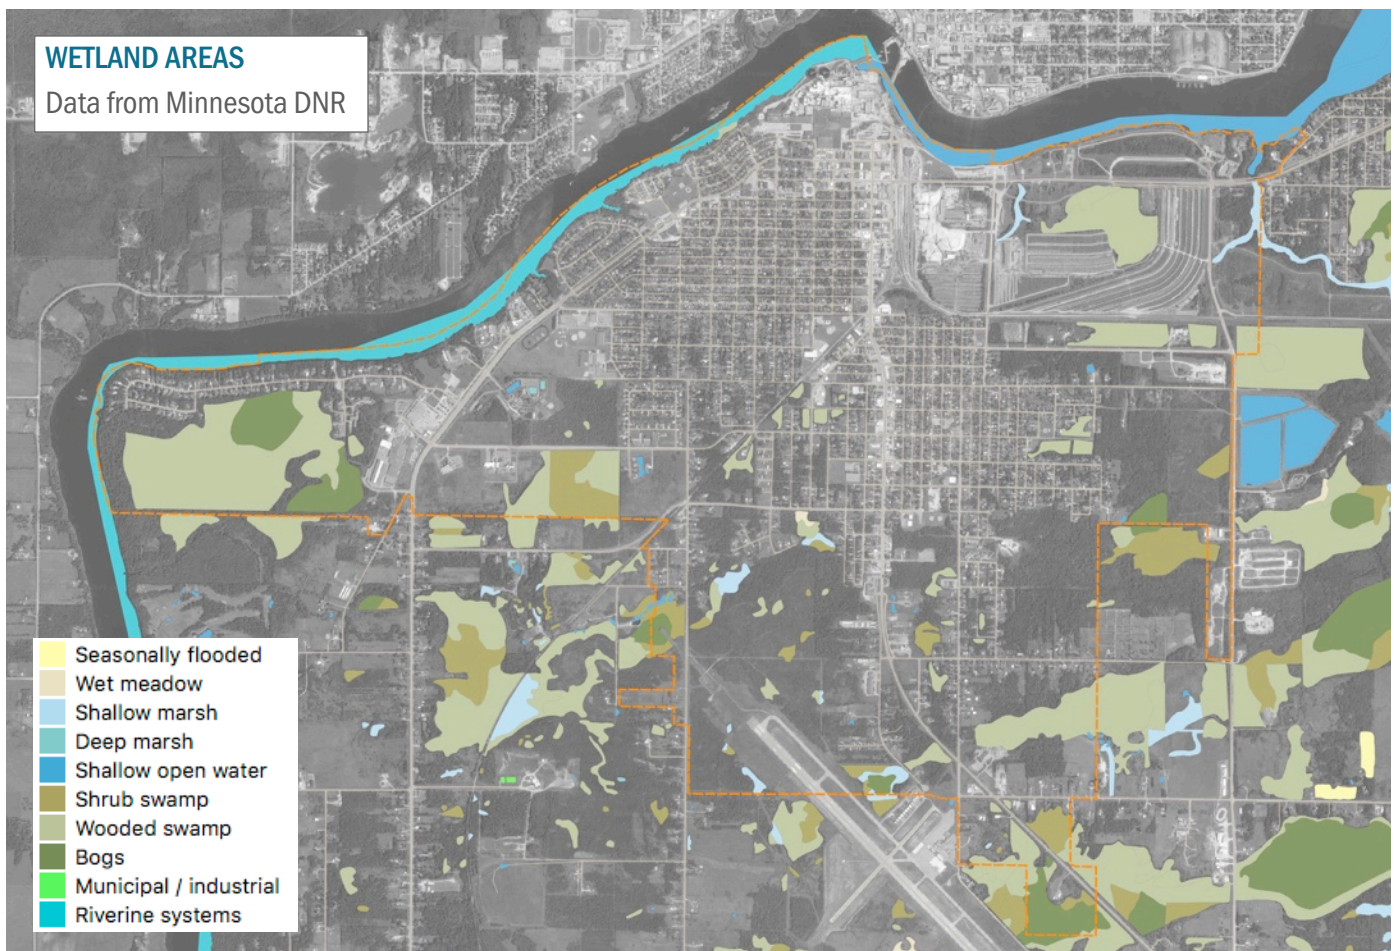 WETLAND AREAS
Data from Minnesota DNR
Seasonally flooded
Wet meadow
Shallow marsh
Deep marsh
Shallow open water
Shrub swamp
Wooded swamp
Bogs
Municipal / industrial
Riverine systems